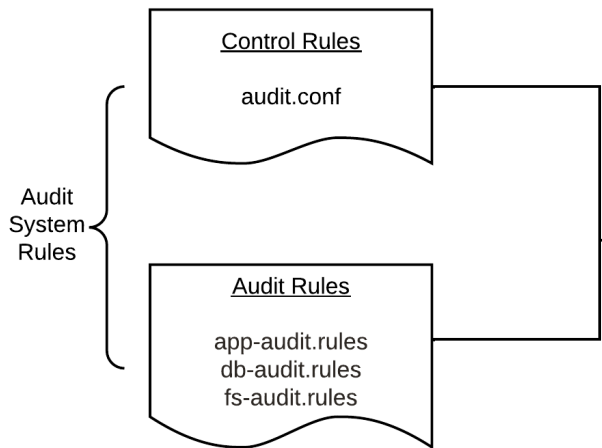 Control Rules
audit.conf
Audit
System
Rules
Audit Rules
app-audit.rules
db-audit.rules
fs-audit.rules